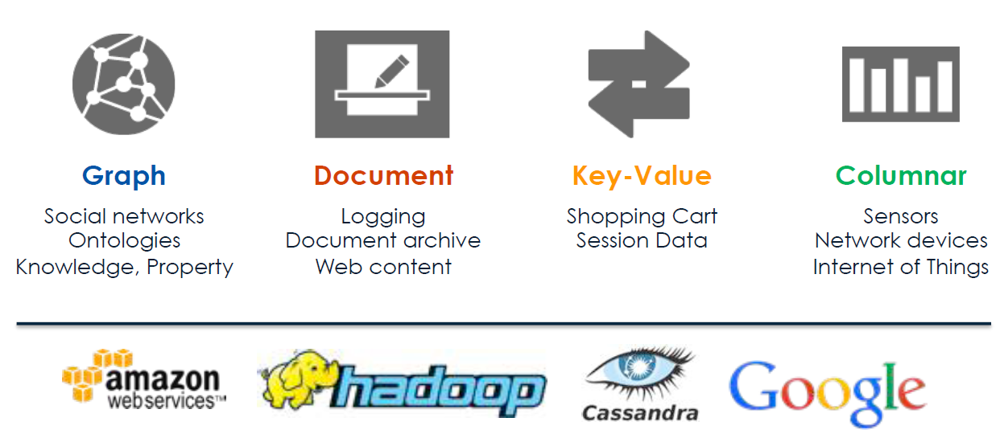 Graph
Social networks
Ontologies
Knowledge, Property
Document
Logging
Document archive
Web content
Key-Value
Shopping Cart
Session Data
Columnar
Sensors
Network devices
Internet of Things
amazon
webservices™
hadoop
Cassandra
Google